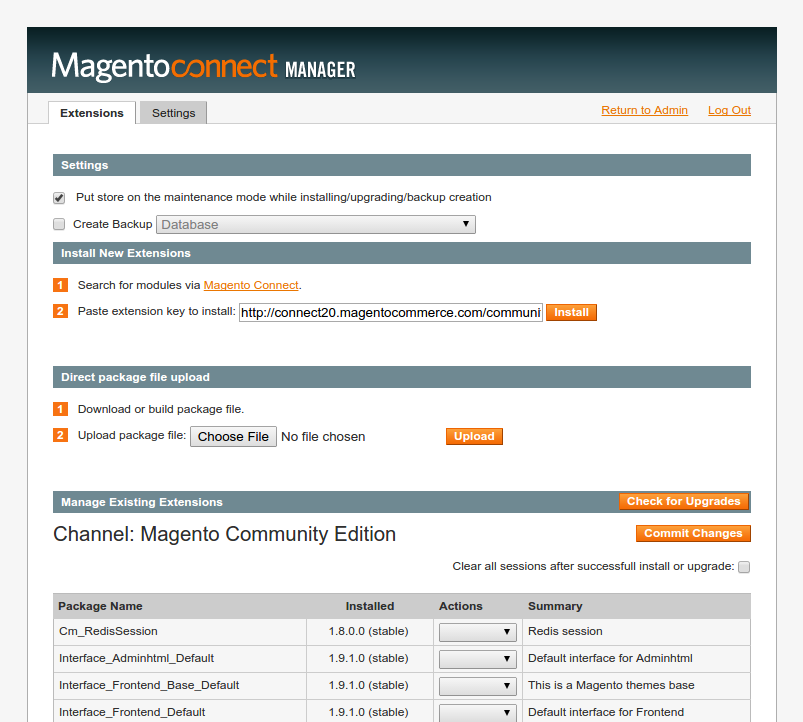 Magentoconnect MANAGER
Extensions Settings Return to Admin Log Out
Settings
Put store on the maintenance mode while installing/upgrading/backup creation
Create Backup Database
Install New Extensions
1 Search for modules via Magento Connect.
2 Paste extension key to install: http://connect20.magentocommerce.com/communi Install
Direct package file upload
1 Download or build package file.
2 Upload package file: Choose File No file chosen Upload
Manage Existing Extensions Check for Upgrades
Channel: Magento Community Edition Commit Changes
Clear all sessions after successfull install or upgrade:
Package Name Installed Actions Summary
Cm_RedisSession 1.8.0.0 (stable) Redis session
Interface_Adminhtml_Default 1.9.1.0 (stable) Default interface for Adminhtml
Interface_Frontend_Base_Default 1.9.1.0 (stable) This is a Magento themes base
Interface_Frontend_Default 1.9.1.0 (stable) Default interface for Frontend